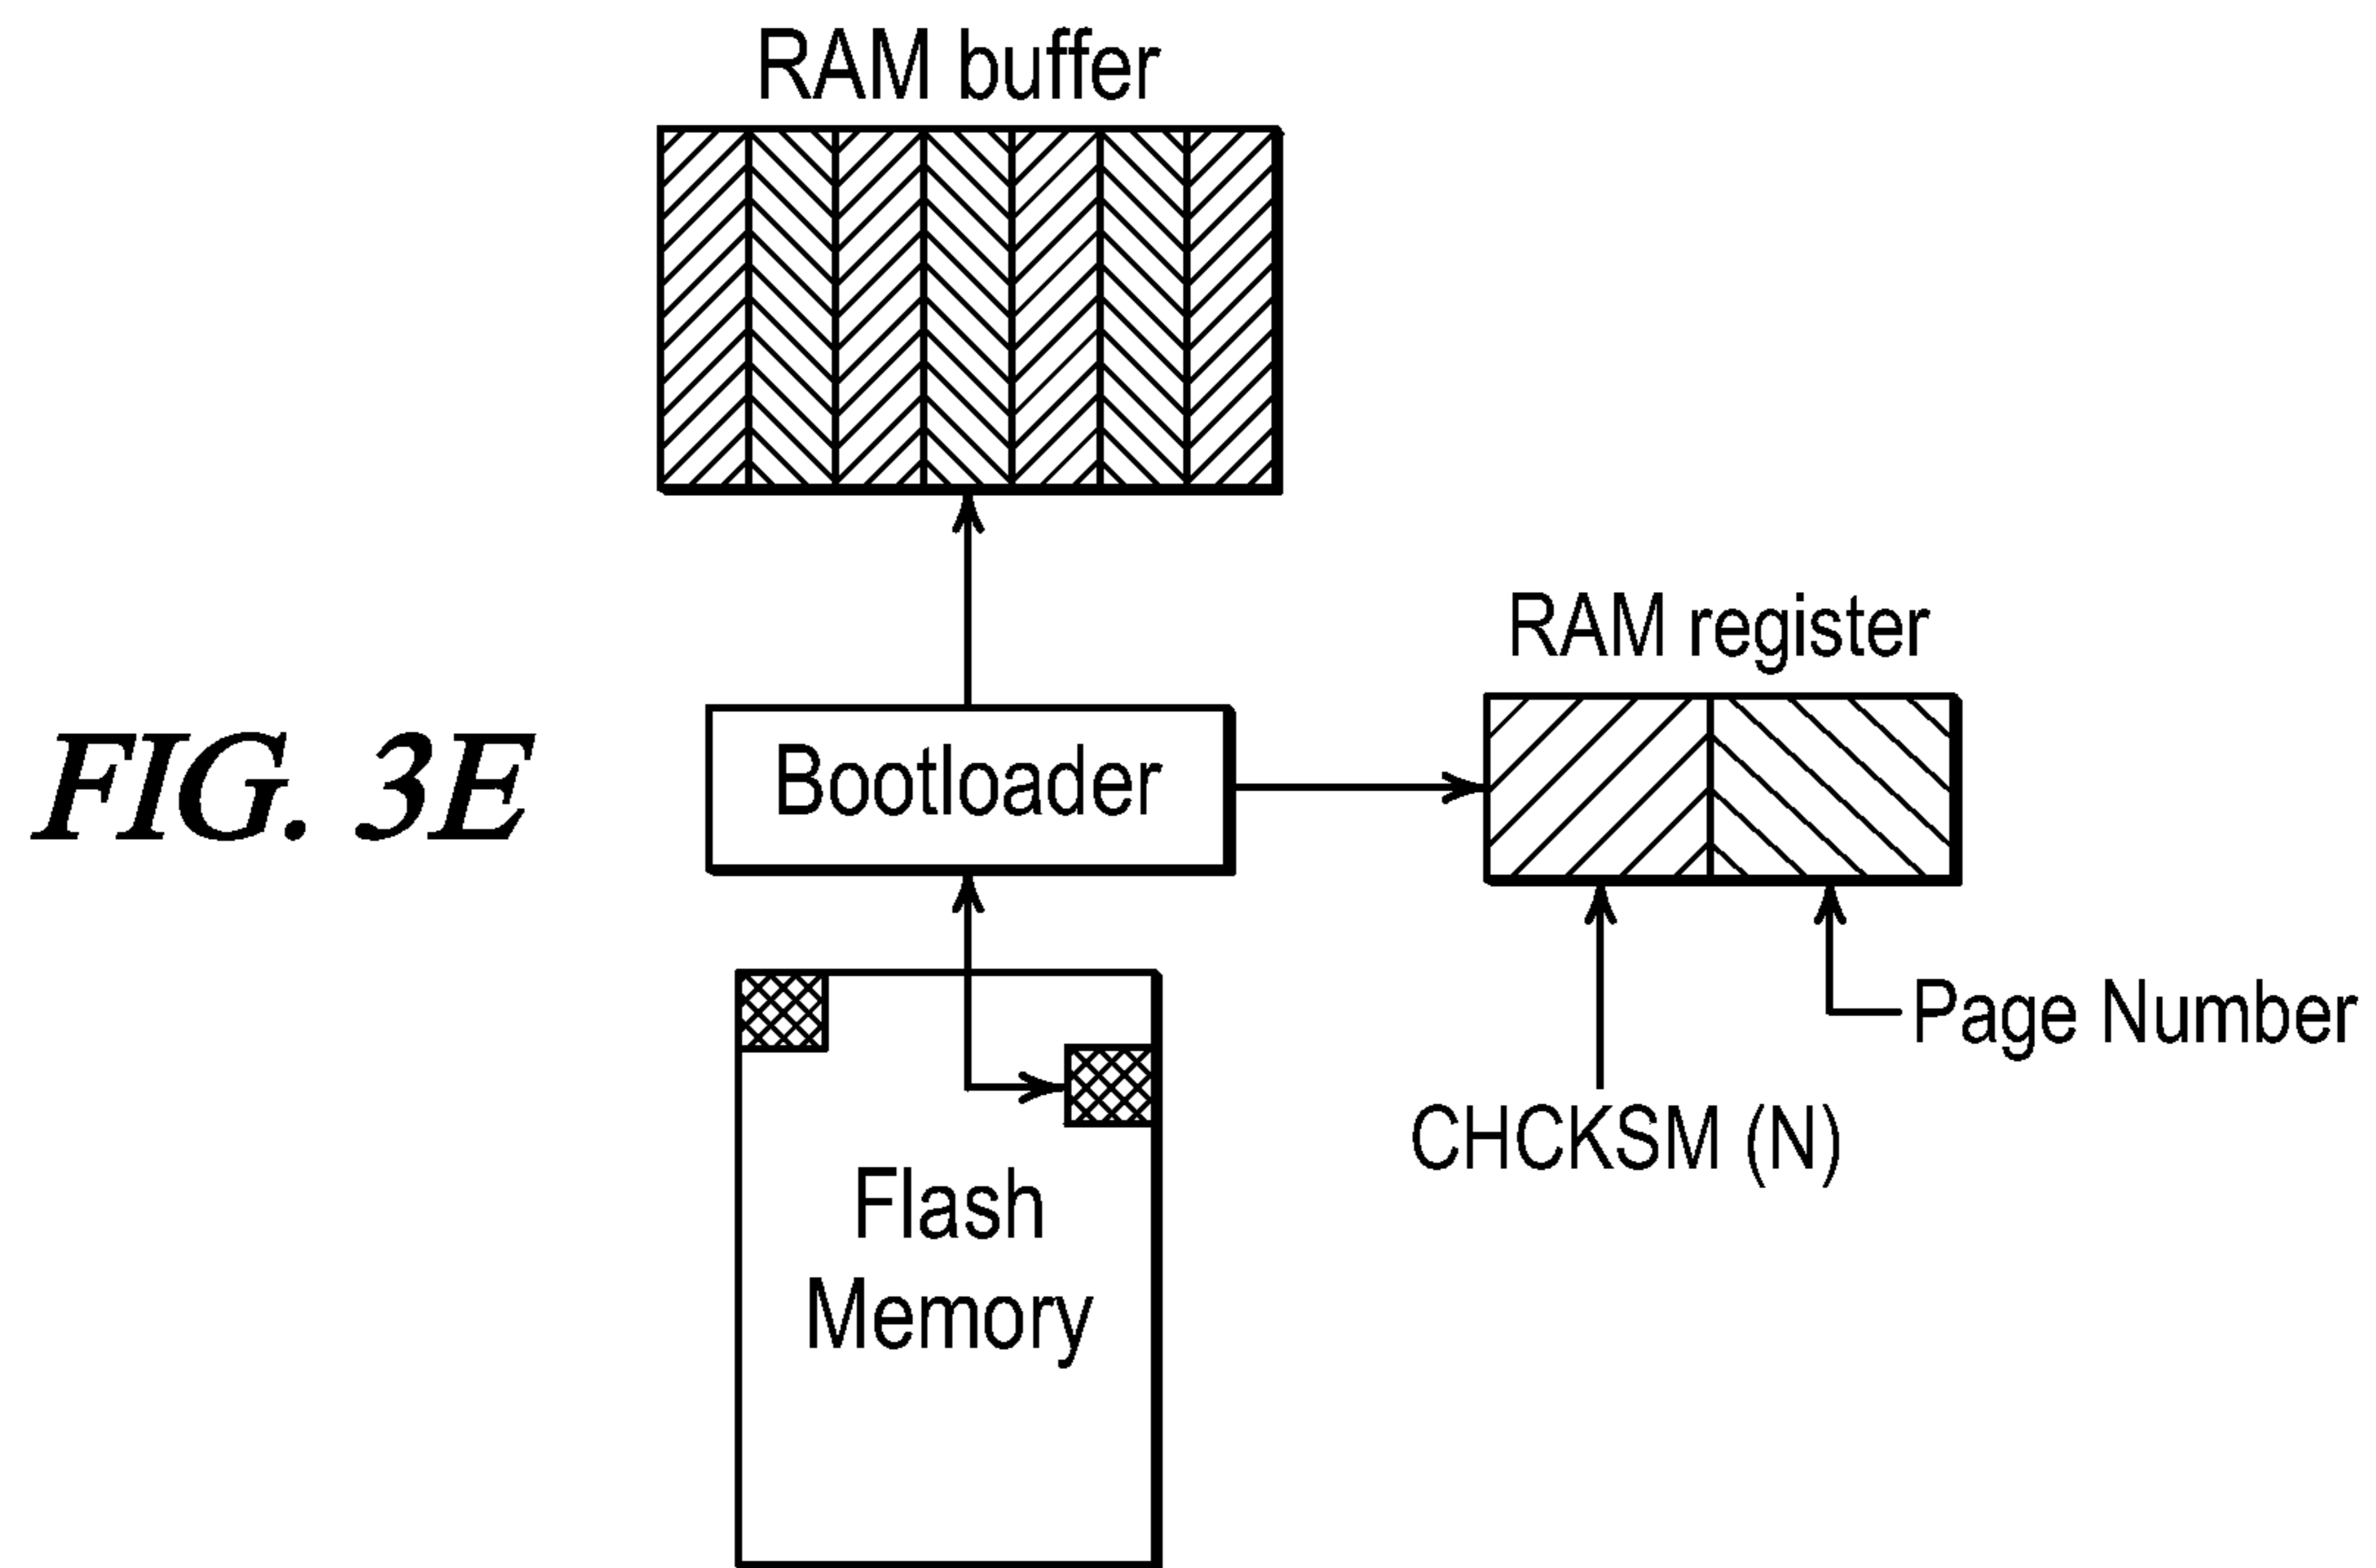 RAM buffer
RAM register
FIG. 3E
Bootloader
Page Number
CHCKSM (N)
Flash
Memory